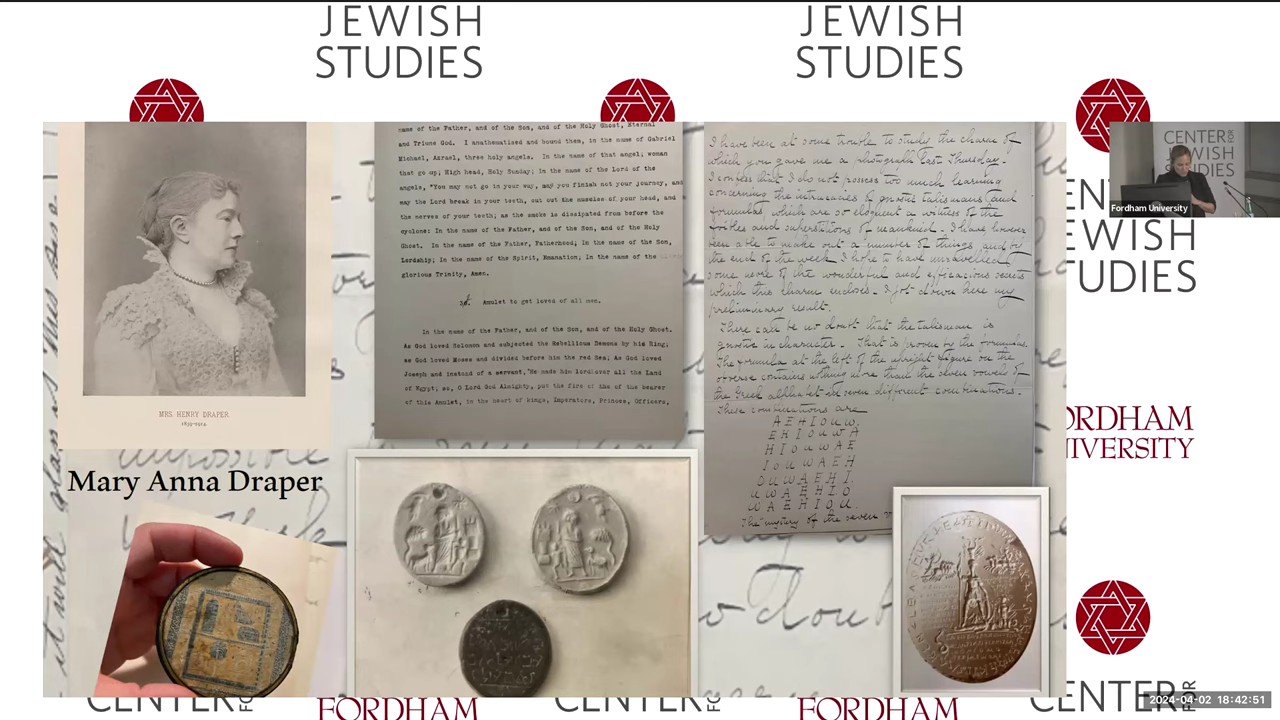 JEWISH
STUDIES
JEWISH
STUDIES
CENTER FOR
JEWISH
STUDIES
Fordham University
EWISH
TUDIES
FORDHAM
UNIVERSITY
MRS. HENRY DRAPER.
1839-1914
Mary Anna Draper
name of the Father, and of the Son, and of the Holy Ghost, Eternal
and Triune God. I anathematized and bound them, in the name of Gabriel
Michael, Azrael, three holy angels. In the name of that angel; woman
that go up; High head, Holy Sunday; In the name of the Lord of the
angels, "You may not go in your way, may you finish not your journey, and
may the Lord break in your teeth, cut out the muscles of your head, and
the nerves of your teeth; as the smoke is dissipated from before the
cyclone: In the name of the Father, and of the Son, and of the Holy
Ghost. In the name of the Father, Fatherhood; In the name of the Son,
Lordship; In the name of the Spirit, Emanation; In the name of the
glorious Trinity, Amen.
Amulet to get loved of all men.
In the name of the Father, and of the Son, and of the Holy Ghost.
As God loved Solomon and subjected the Rebellious Demons by his Ring;
as God loved Moses and divided before him the red Sea; As God loved
Joseph and instead of a servant, He made him lord over all the Land
of Egypt; so, O Lord God Almighty, put the fire of the of the bearer
of this Amulet, in the heart of kings, Imperators, Princes, Officers,
I have been at some trouble to study the charm of
which you gave me a photograph last Thursday.
I confess that I do not possess too much learning
concerning the intracacies of gnostic talismans and
formulas which are so eloquent a witness of the
foibles and superstitions of mankind. I have however
been able to make out a number of things, and by
the end of the week I hope to have unravelled
some more of the wonderful and efficacious secrets
which this charm encloses. I jot down here my
preliminary result.
There can be no doubt that the talisman is
gnostic in character. That is proven by the formulas.
The formula at the left of the upright figure on the
obverse contains nothing more than the seven vowels of
the Greek alphabet in seven different combinations.
These combinations are
A E H I O U W.
E H I O U W A
H I O U W A E
I O U W A E H
O U W A E H I.
U W A E H I O
W A E H I O U.
The mystery of the seven v
CENTER FO
FORDHAM
CENTER FO
FORDHAM
CENTER FOR
2024-04-02 18:42:51